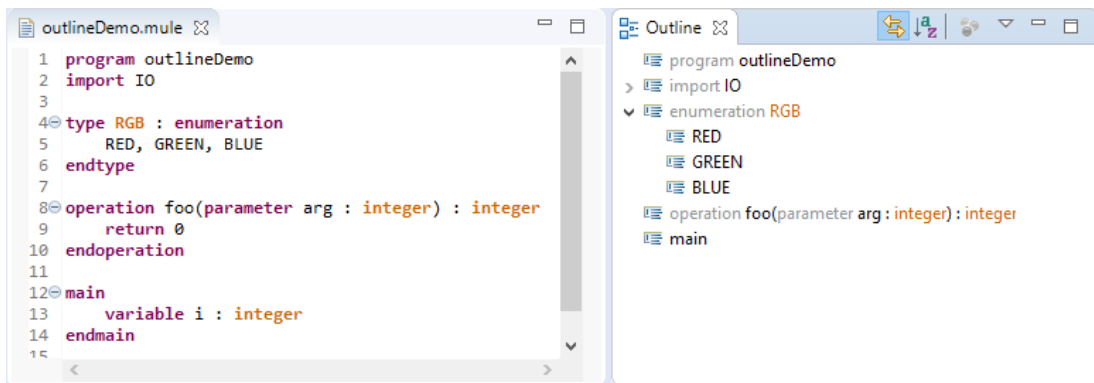 outlineDemo.mule
1 program outlineDemo
2 import IO
3
4 type RGB : enumeration
5 RED, GREEN, BLUE
6 endtype
7
8 operation foo(parameter arg : integer) : integer
9 return 0
10 endoperation
11
12 main
13 variable i : integer
14 endmain
15
Outline
program outlineDemo
import IO
enumeration RGB
RED
GREEN
BLUE
operation foo(parameter arg : integer) : integer
main